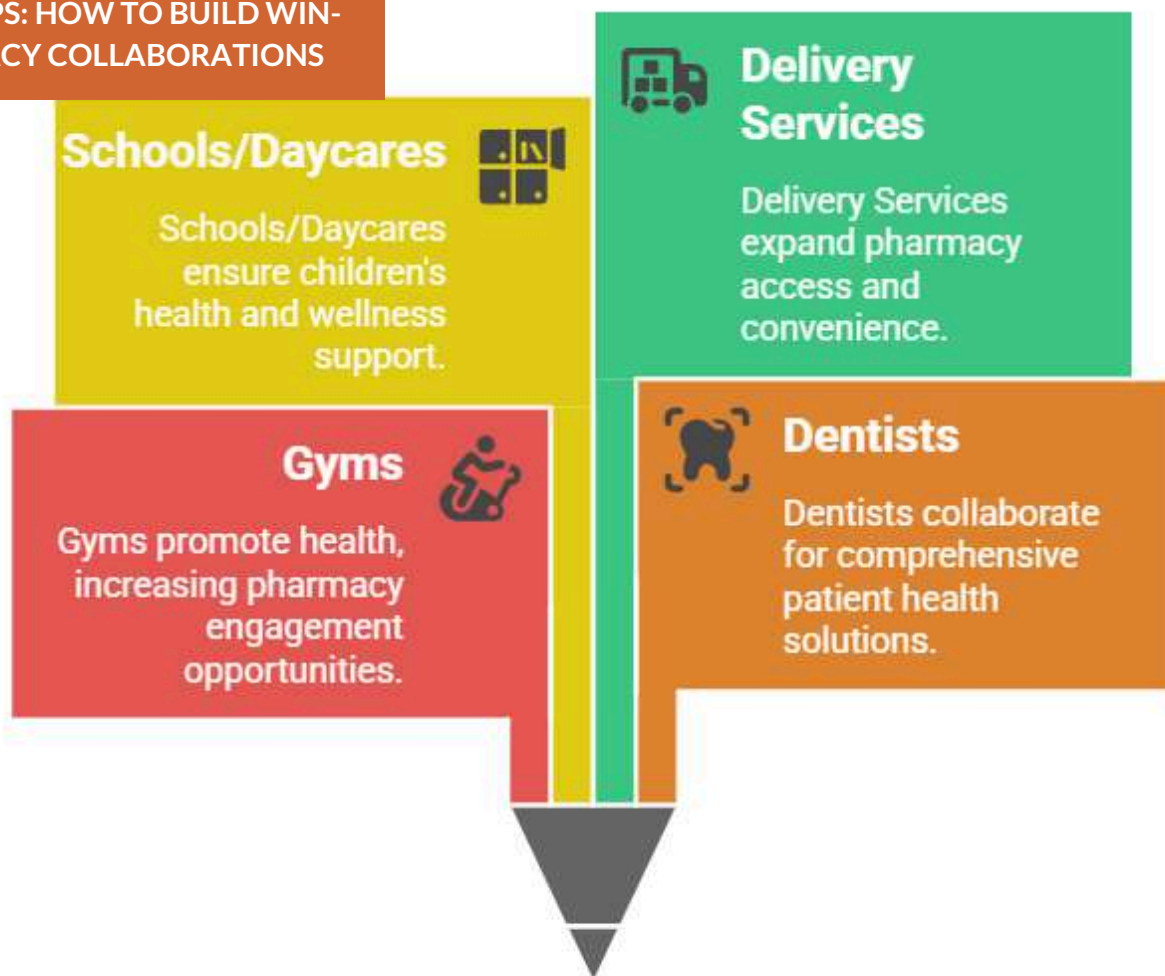 PS: HOW TO BUILD WIN-
CY COLLABORATIONS
Schools/Daycares
Schools/Daycares
ensure children's
health and wellness
support.
Delivery
Services
Delivery Services
expand pharmacy
access and
convenience.
Gyms
Gyms promote health,
increasing pharmacy
engagement
opportunities.
Dentists
Dentists collaborate
for comprehensive
patient health
solutions.